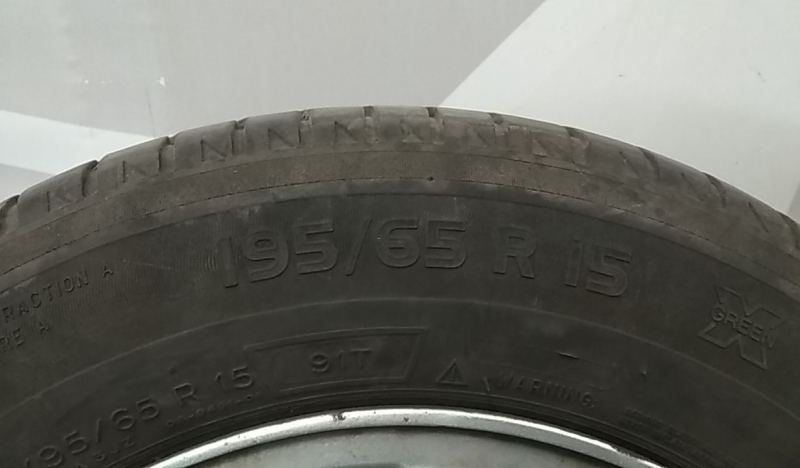 195/65 R 15
RACTION A
RE A
GREEN X
195/65 R 15
91T
WARNING: